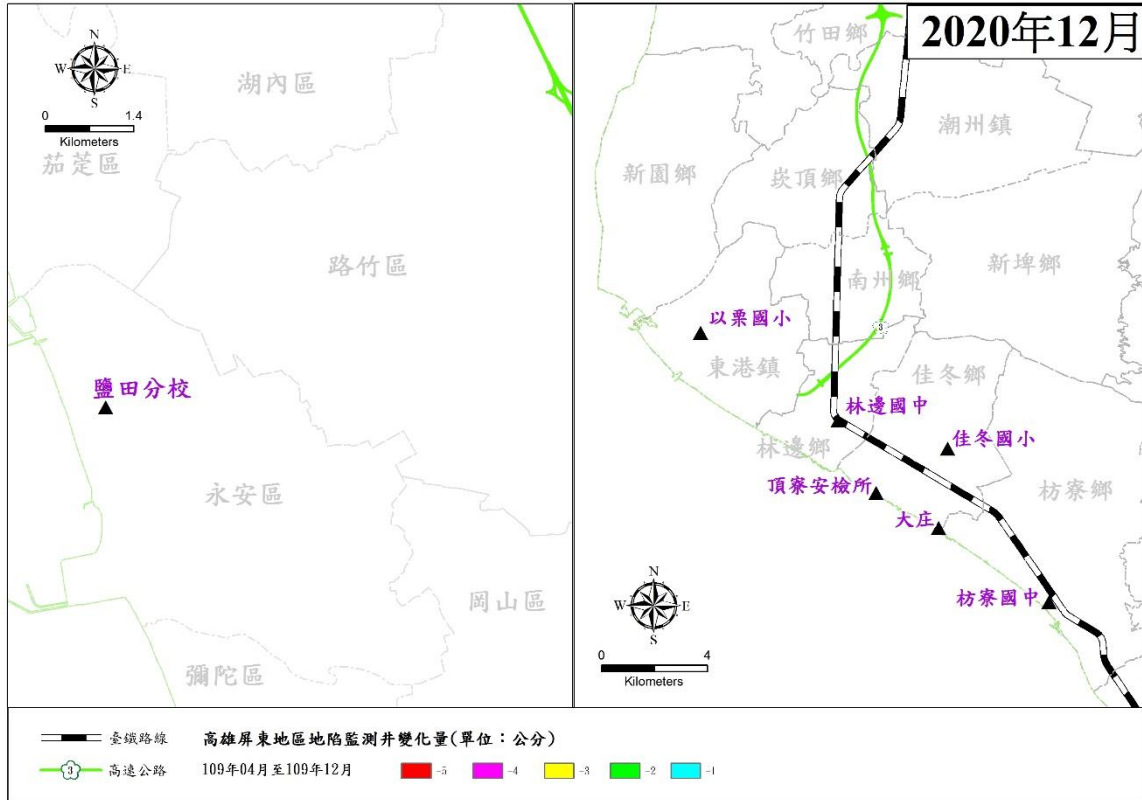 2020年12月
N
W E
S
0 1.4
Kilometers
湖內區
茄萣區
路竹區
鹽田分校
永安區
岡山區
彌陀區
竹田鄉
潮州鎮
新園鄉
崁頂鄉
新埤鄉
南州鄉
以栗國小
3
東港鎮
佳冬鄉
林邊國中
林邊鄉
佳冬國小
頂寮安檢所
枋寮鄉
大庄
枋寮國中
N
W E
S
0 4
Kilometers
臺鐵路線 高雄屏東地區地陷監測井變化量(單位：公分)
3 高速公路 109年04月至109年12月 -5 -4 -3 -2 -1